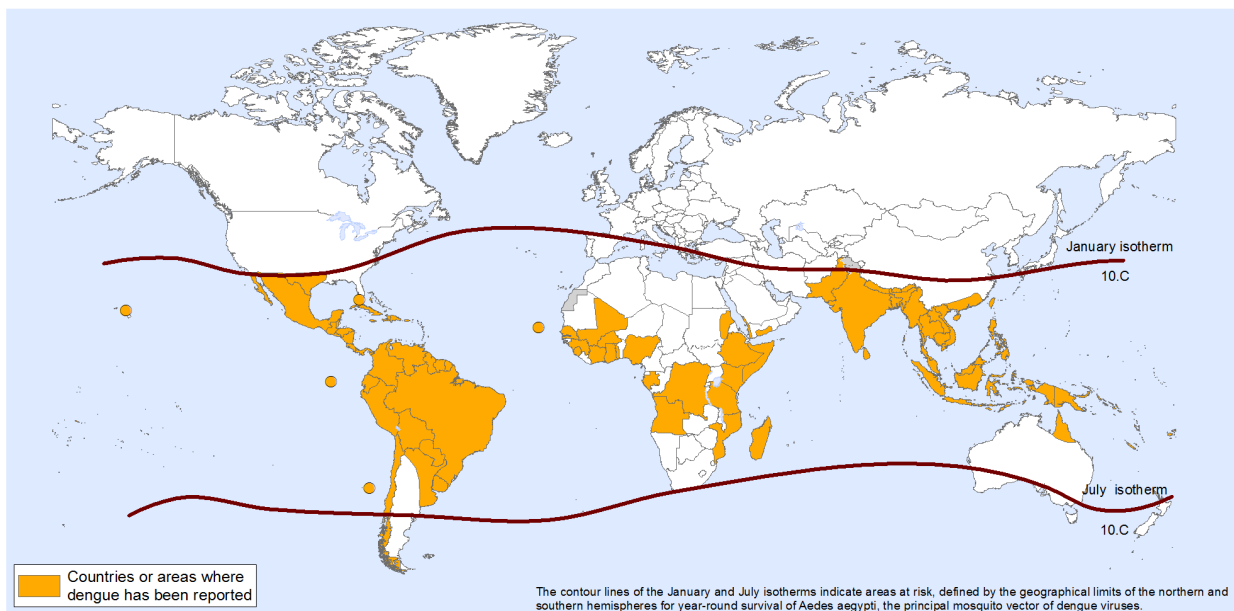 January isotherm
10.C
July isotherm
10.C
Countries or areas where
dengue has been reported
The contour lines of the January and July isotherms indicate areas at risk, defined by the geographical limits of the northern and
southern hemispheres for year-round survival of Aedes aegypti, the principal mosquito vector of dengue viruses.